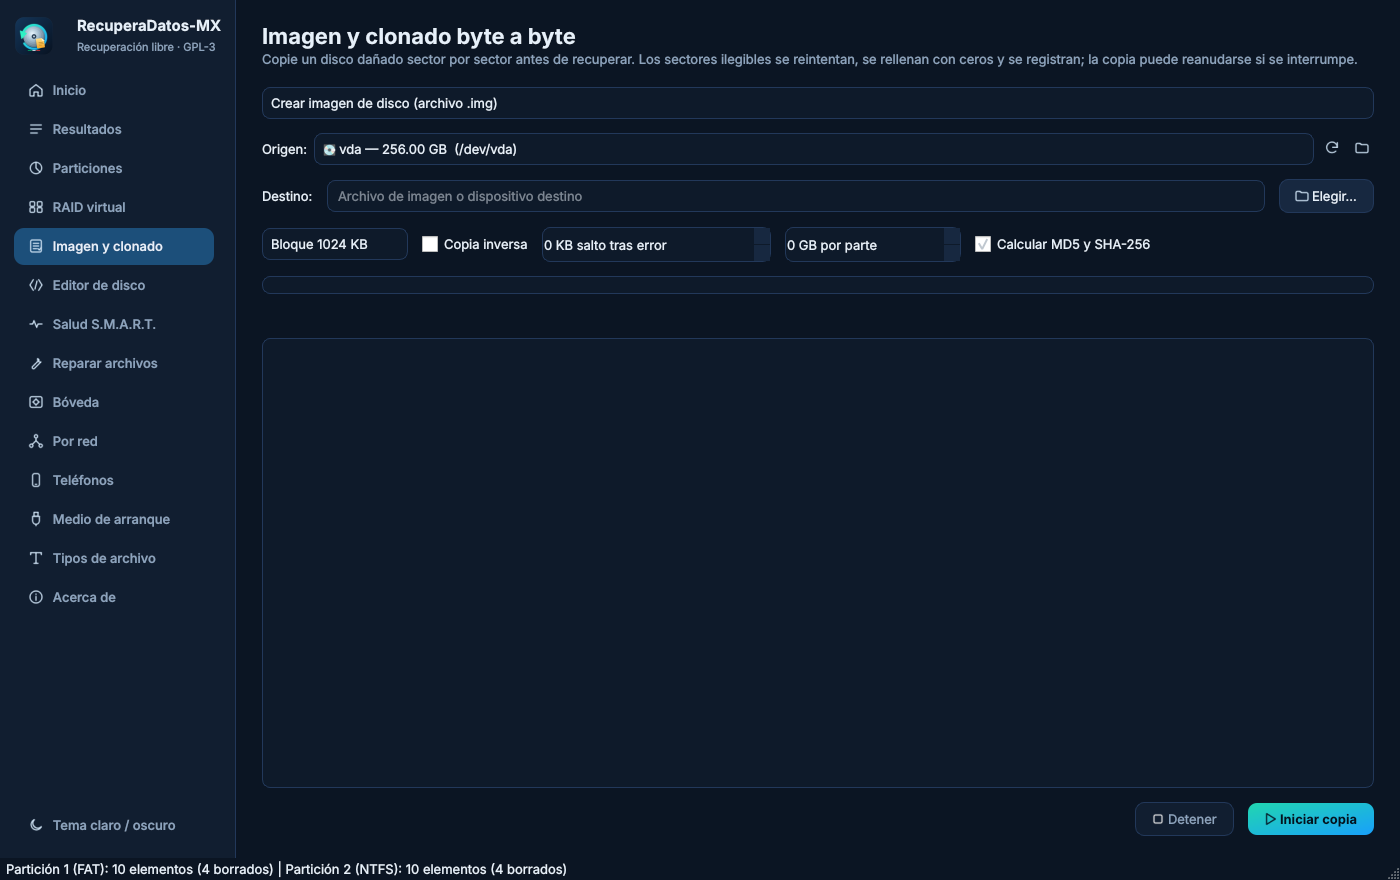 RecuperaDatos-MX
Recuperación libre · GPL-3
Inicio
Resultados
Particiones
RAID virtual
Imagen y clonado
Editor de disco
Salud S.M.A.R.T.
Reparar archivos
Bóveda
Por red
Teléfonos
Medio de arranque
Tipos de archivo
Acerca de
Tema claro / oscuro
Imagen y clonado byte a byte
Copie un disco dañado sector por sector antes de recuperar. Los sectores ilegibles se reintentan, se rellenan con ceros y se registran; la copia puede reanudarse si se interrumpe.
Crear imagen de disco (archivo .img)
Origen: vda — 256.00 GB (/dev/vda)
Destino: Archivo de imagen o dispositivo destino Elegir...
Bloque 1024 KB Copia inversa 0 KB salto tras error 0 GB por parte Calcular MD5 y SHA-256
Detener Iniciar copia
Partición 1 (FAT): 10 elementos (4 borrados) | Partición 2 (NTFS): 10 elementos (4 borrados)